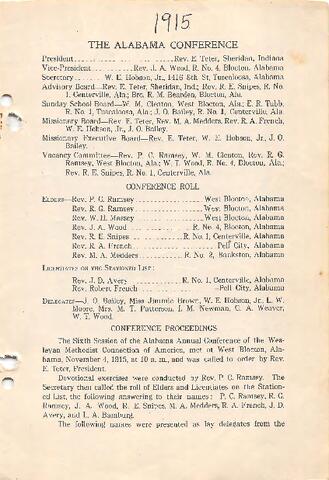 1915
THE ALABAMA CONFERENCE
President Rev. E. Teter, Sheridan, Indiana
Vice-President Rev. J. A. Wood, R. No. 4, Blocton, Alabama
Secretary W. E. Hobson, Jr., 1416 8th St., Tuscaloosa, Alabama
Advisory Board—Rev. E. Teter, Sheridan, Ind.; Rev. R. E. Snipes, R. No.
1, Centerville, Ala.; Bro. R. M. Bearden, Blocton, Ala.
Sunday School Board—W. M. Clenton, West Blocton, Ala.; E. R. Tubb,
R. No. 1, Tuscaloosa, Ala.; J. O. Bailey, R. No. 1, Centerville, Ala.
Missionary Board—Rev. E. Teter, Rev. M. A. Medders, Rev. R. A. French,
W. E. Hobson, Jr., J. O. Bailey.
Missionary Executive Board—Rev. E. Teter, W. E. Hobson, Jr., J. O.
Bailey.
Vacancy Committee—Rev. P. C. Ramsey, W. M. Clenton, Rev. R. G.
Ramsey, West Blocton, Ala.; W. T. Wood, R. No. 4, Blocton, Ala.;
Rev. R. E. Snipes, R. No. 1, Centerville, Ala.
CONFERENCE ROLL
Elders—Rev. P. C. Ramsey West Blocton, Alabama
Rev. R. G. Ramsey West Blocton, Alabama
Rev. W. H. Massey West Blocton, Alabama
Rev. J. A. Wood R. No. 4, Blocton, Alabama
Rev. R. E. Snipes R. No. 1, Centerville, Alabama
Rev. R. A. French Pell City, Alabama
Rev. M. A. Medders R. No. 2, Bankston, Alabama
Licentiates on the Stationed List:
Rev. J. D. Avery R. No. 1, Centerville, Alabama
Rev. Robert French Pell City, Alabama
Delegates—J. O. Bailey, Miss Jimmie Brown, W. E. Hobson, Jr., L. W.
Moore, Mrs. M. T. Patterson, I. M. Newman, C. A. Weaver,
W. T. Wood.
CONFERENCE PROCEEDINGS
The Sixth Session of the Alabama Annual Conference of the Wes-
leyan Methodist Connection of America, met at West Blocton, Ala-
bama, November 4, 1915, at 10 a. m., and was called to order by Rev.
E. Teter, President.
Devotional exercises were conducted by Rev. P. C. Ramsey. The
Secretary then called the roll of Elders and Licentiates on the Station-
ed List, the following answering to their names: P. C. Ramsey, R. G.
Ramsey, J. A. Wood, R. E. Snipes, M. A. Medders, R. A. French, J. D.
Avery, and L. A. Bamburg.
The following names were presented as lay delegates from the